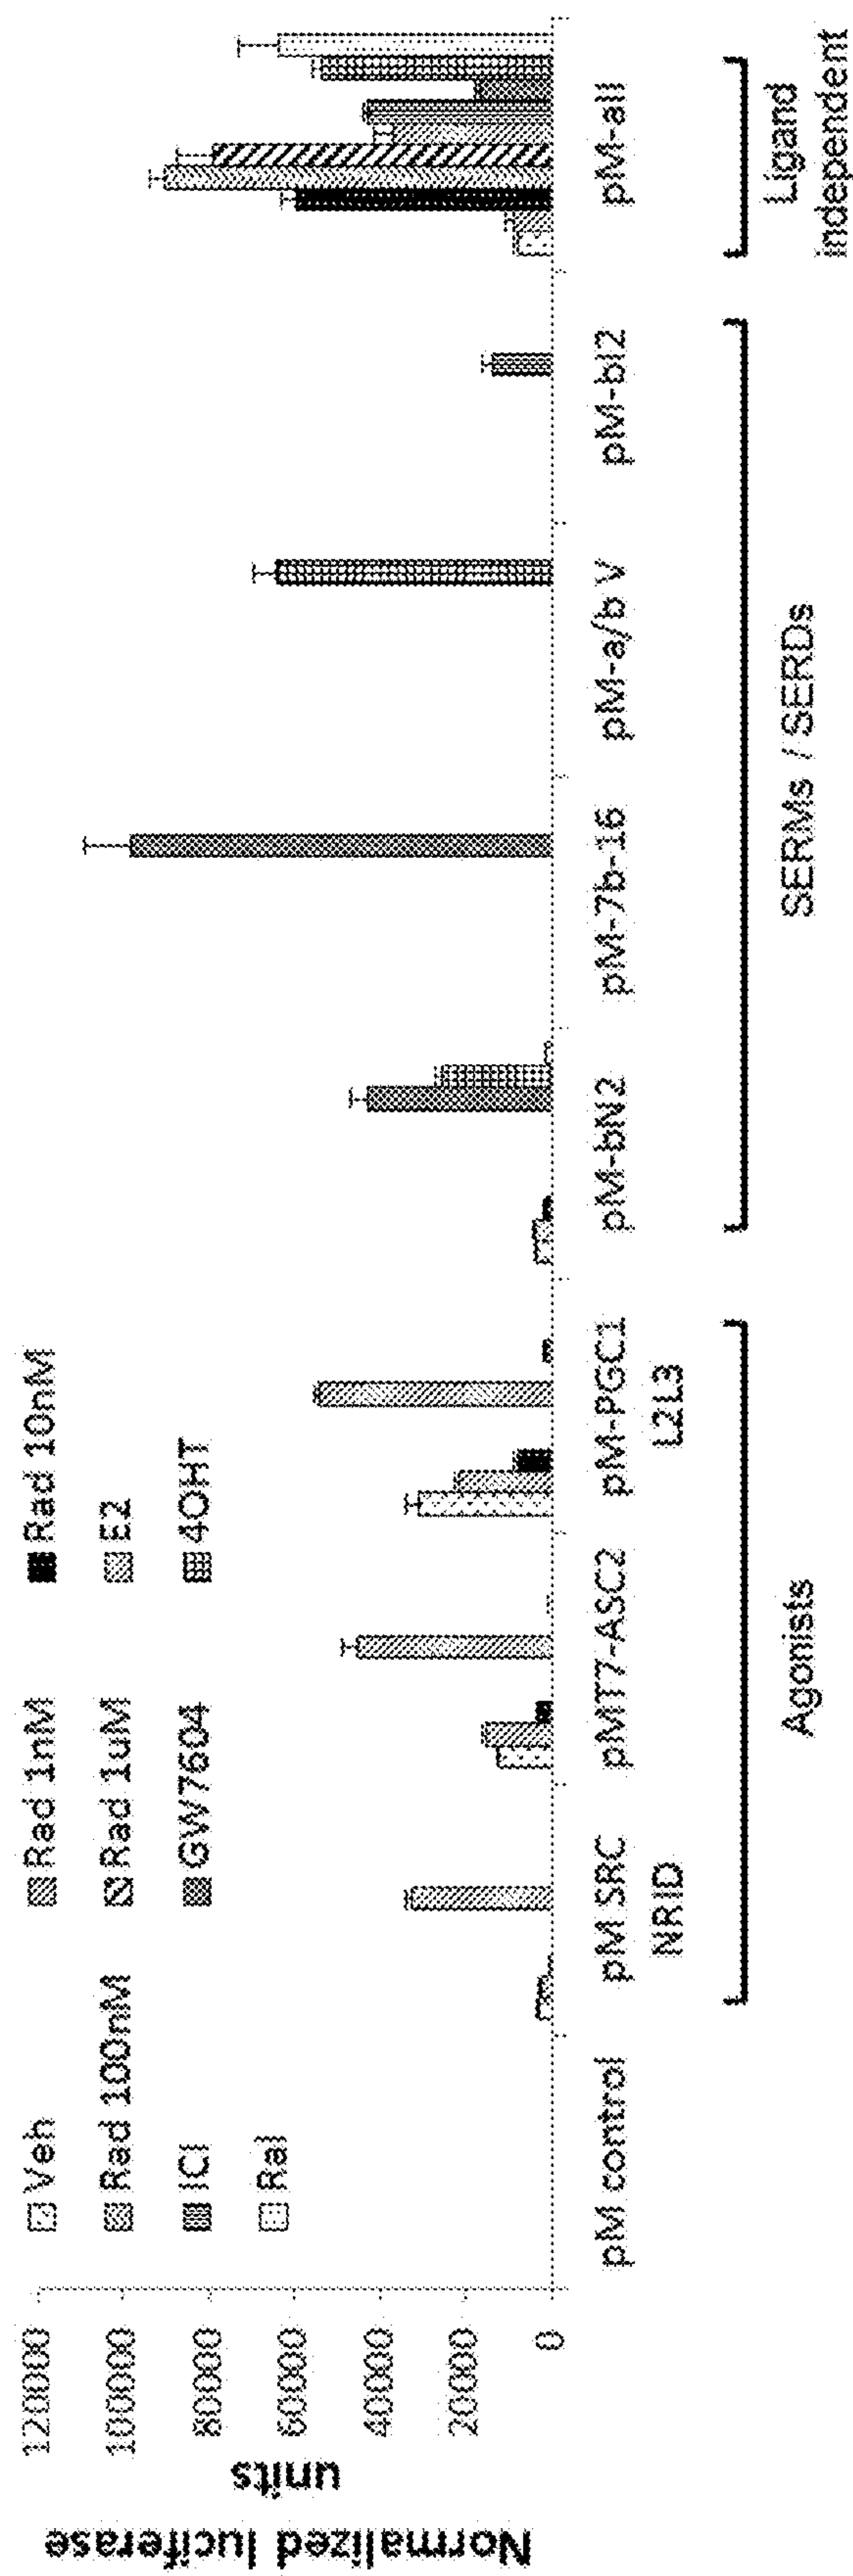 Normalized luciferase
units
120000
100000
80000
60000
40000
20000
0
Veh
Rad 1nM
Rad 10nM
Rad 100nM
Rad 1uM
E2
ICI
GW7604
4OHT
Ral
pM control
pM SRC
NRID
pMT7-ASC2
pM-PGC1
L2L3
pM-bN2
pM-7b-16
pM-a/b V
pM-bI2
pM-aII
Agonists
SERMs / SERDs
Ligand
independent